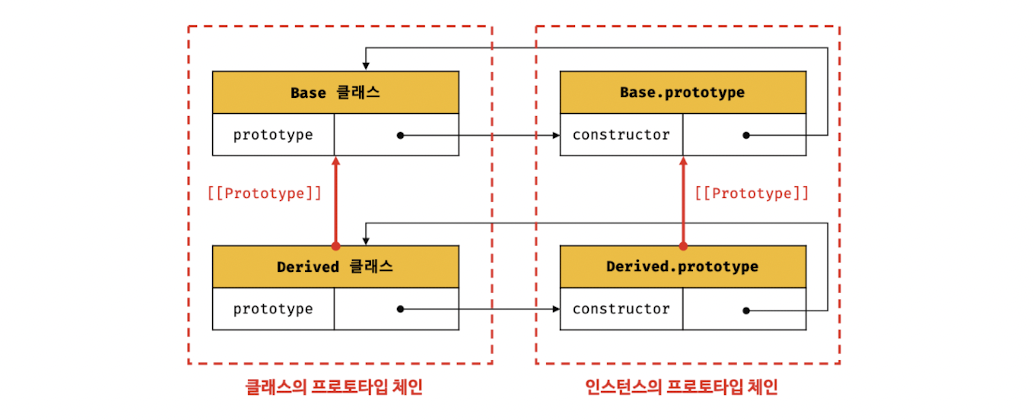 Base 클래스
Base.prototype
prototype
constructor
[[Prototype]]
[[Prototype]]
Derived 클래스
Derived.prototype
prototype
constructor
클래스의 프로토타입 체인
인스턴스의 프로토타입 체인